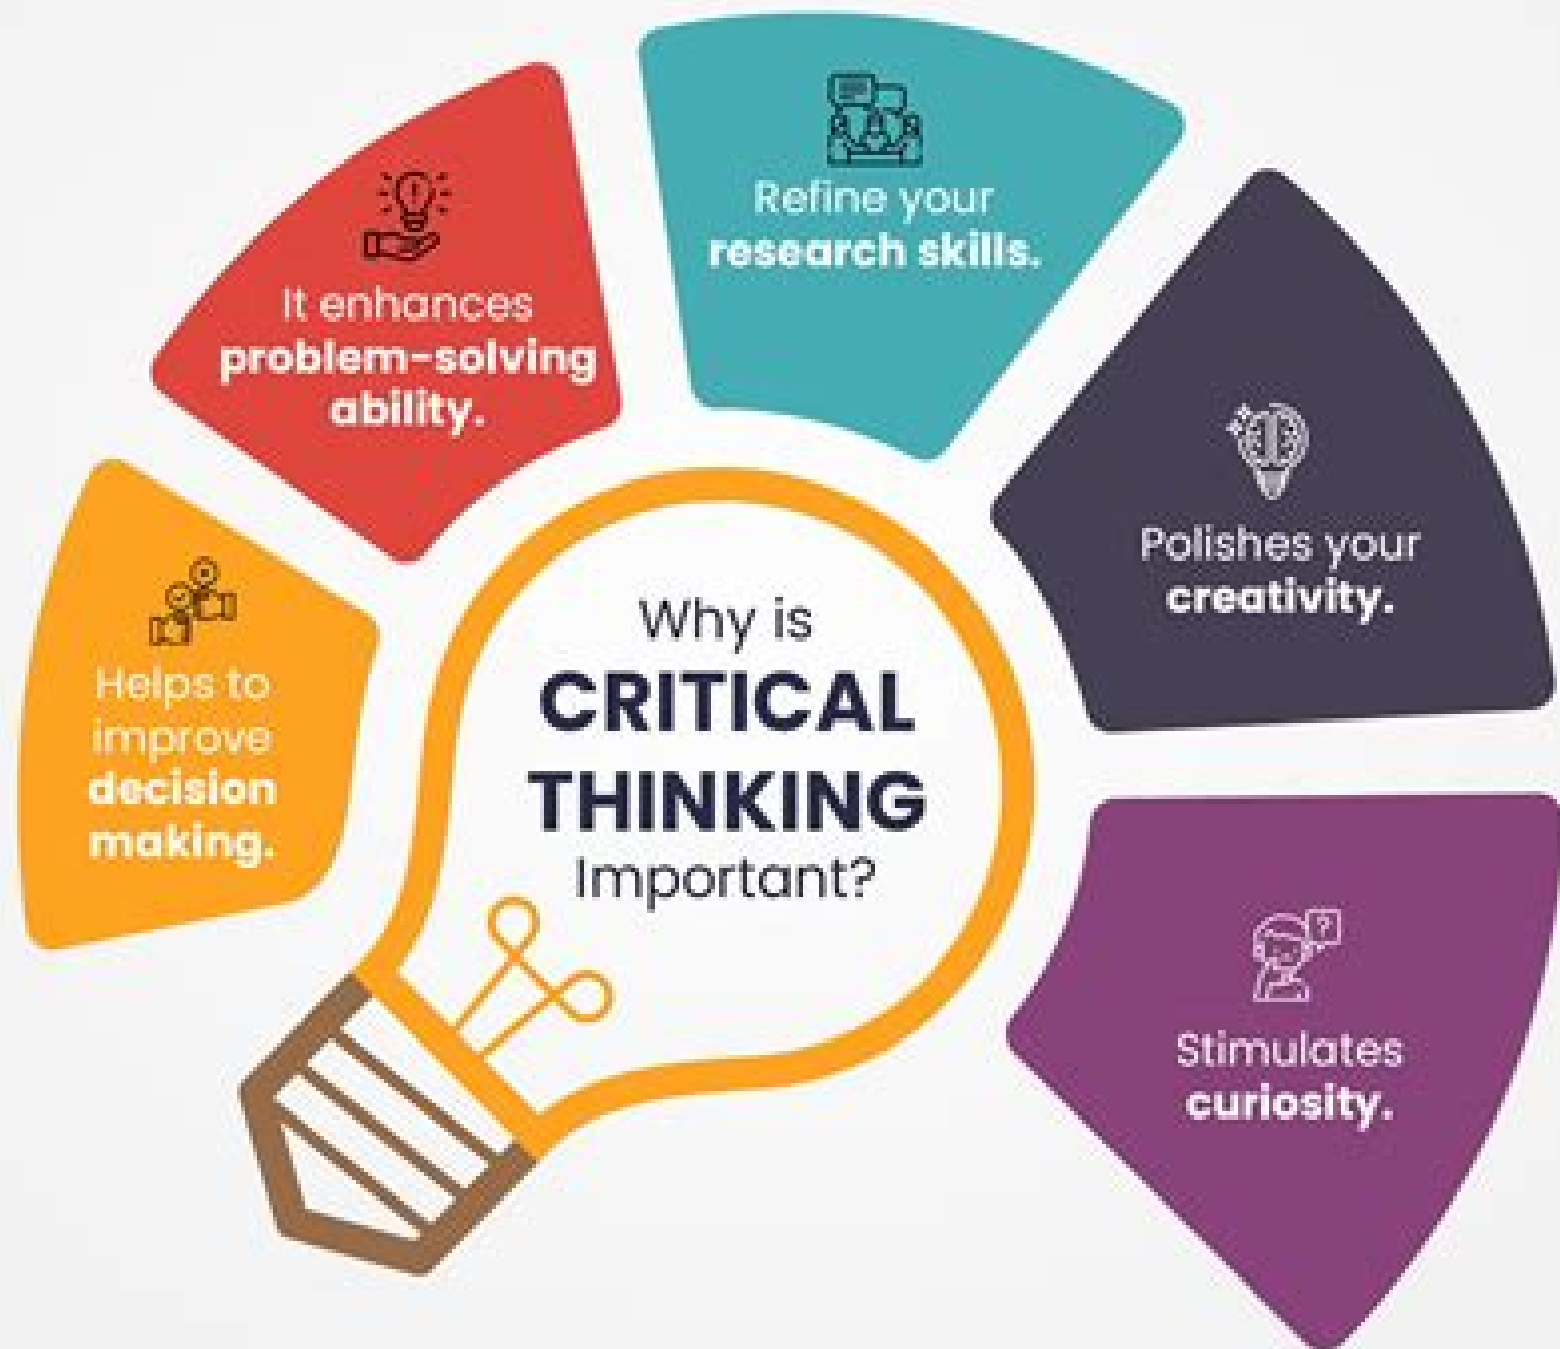 Why is
CRITICAL
THINKING
Important?
Helps to
improve
decision
making.
It enhances
problem-solving
ability.
Refine your
research skills.
Polishes your
creativity.
Stimulates
curiosity.
?